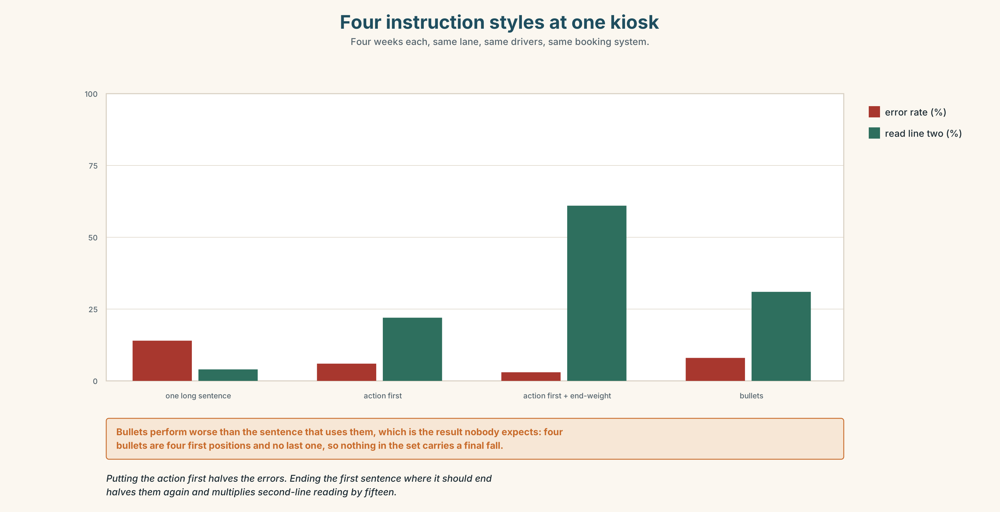 Four instruction styles at one kiosk
Four weeks each, same lane, same drivers, same booking system.
100
75
50
25
0
error rate (%)
read line two (%)
one long sentence
action first
action first + end-weight
bullets
Bullets perform worse than the sentence that uses them, which is the result nobody expects: four
bullets are four first positions and no last one, so nothing in the set carries a final fall.
Putting the action first halves the errors. Ending the first sentence where it should end
halves them again and multiplies second-line reading by fifteen.